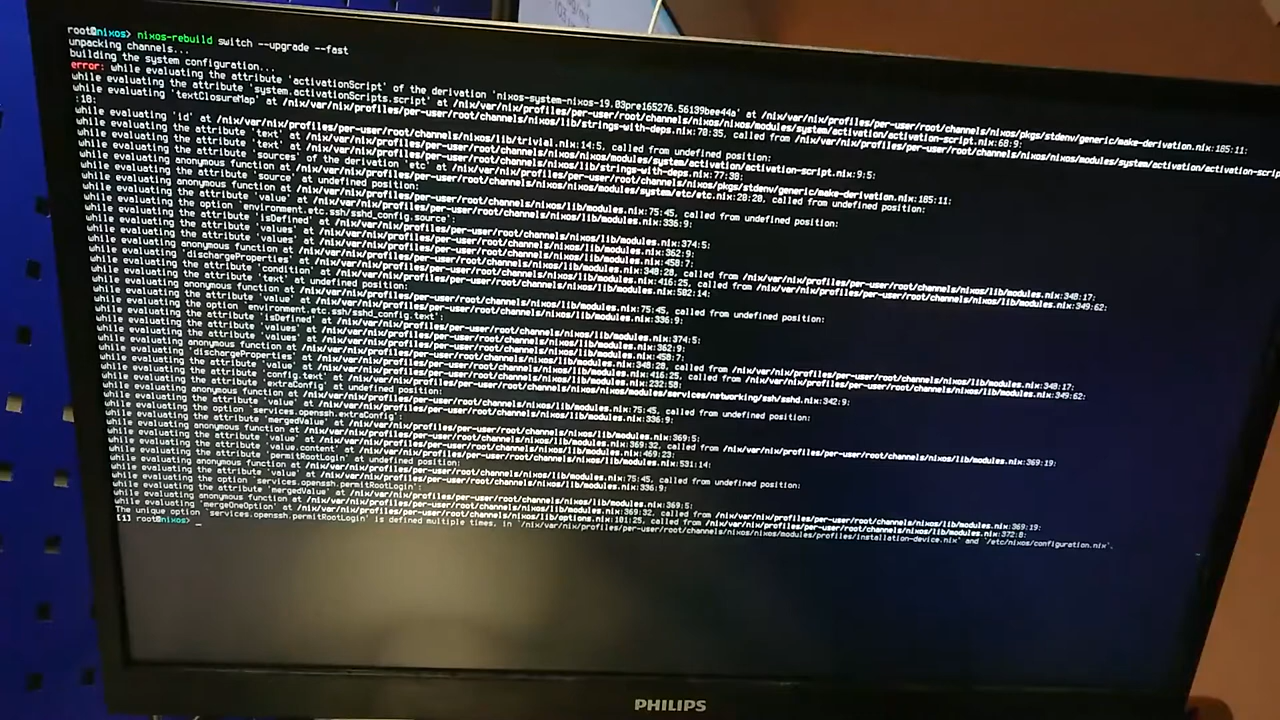 root@nixos> nixos-rebuild switch --upgrade --fast
unpacking channels...
building the system configuration...
error: while evaluating the attribute 'activationScript' of the derivation 'nixos-system-nixos-19.03pre165276.56139bee44a' at /nix/var/nix/profiles/per-user/root/channels/nixos/pkgs/stdenv/generic/make-derivation.nix:185:11:
while evaluating the attribute 'system.activationScripts.script' at /nix/var/nix/profiles/per-user/root/channels/nixos/nixos/modules/system/activation/activation-script.nix:68:9:
while evaluating 'textClosureMap' at /nix/var/nix/profiles/per-user/root/channels/nixos/lib/strings-with-deps.nix:70:35, called from /nix/var/nix/profiles/per-user/root/channels/nixos/nixos/modules/system/activation/activation-scrip
:18:
while evaluating 'id' at /nix/var/nix/profiles/per-user/root/channels/nixos/lib/trivial.nix:14:5, called from undefined position:
while evaluating the attribute 'text' at /nix/var/nix/profiles/per-user/root/channels/nixos/nixos/modules/system/activation/activation-script.nix:9:5:
while evaluating the attribute 'text' at /nix/var/nix/profiles/per-user/root/channels/nixos/lib/strings-with-deps.nix:77:38:
while evaluating the attribute 'sources' of the derivation 'etc' at /nix/var/nix/profiles/per-user/root/channels/nixos/pkgs/stdenv/generic/make-derivation.nix:185:11:
while evaluating anonymous function at /nix/var/nix/profiles/per-user/root/channels/nixos/nixos/modules/system/etc/etc.nix:28:20, called from undefined position:
while evaluating the attribute 'source' at undefined position:
while evaluating anonymous function at /nix/var/nix/profiles/per-user/root/channels/nixos/lib/modules.nix:75:45, called from undefined position:
while evaluating the attribute 'value' at /nix/var/nix/profiles/per-user/root/channels/nixos/lib/modules.nix:336:9:
while evaluating the option 'environment.etc.ssh/sshd_config.source':
while evaluating the attribute 'isDefined' at /nix/var/nix/profiles/per-user/root/channels/nixos/lib/modules.nix:374:5:
while evaluating the attribute 'values' at /nix/var/nix/profiles/per-user/root/channels/nixos/lib/modules.nix:362:9:
while evaluating the attribute 'values' at /nix/var/nix/profiles/per-user/root/channels/nixos/lib/modules.nix:458:7:
while evaluating anonymous function at /nix/var/nix/profiles/per-user/root/channels/nixos/lib/modules.nix:348:28, called from /nix/var/nix/profiles/per-user/root/channels/nixos/lib/modules.nix:348:17:
while evaluating 'dischargeProperties' at /nix/var/nix/profiles/per-user/root/channels/nixos/lib/modules.nix:416:25, called from /nix/var/nix/profiles/per-user/root/channels/nixos/lib/modules.nix:349:62:
while evaluating the attribute 'condition' at /nix/var/nix/profiles/per-user/root/channels/nixos/lib/modules.nix:502:14:
while evaluating the attribute 'text' at undefined position:
while evaluating anonymous function at /nix/var/nix/profiles/per-user/root/channels/nixos/lib/modules.nix:75:45, called from undefined position:
while evaluating the attribute 'value' at /nix/var/nix/profiles/per-user/root/channels/nixos/lib/modules.nix:336:9:
while evaluating the option 'environment.etc.ssh/sshd_config.text':
while evaluating the attribute 'isDefined' at /nix/var/nix/profiles/per-user/root/channels/nixos/lib/modules.nix:374:5:
while evaluating the attribute 'values' at /nix/var/nix/profiles/per-user/root/channels/nixos/lib/modules.nix:362:9:
while evaluating the attribute 'values' at /nix/var/nix/profiles/per-user/root/channels/nixos/lib/modules.nix:458:7:
while evaluating anonymous function at /nix/var/nix/profiles/per-user/root/channels/nixos/lib/modules.nix:348:28, called from /nix/var/nix/profiles/per-user/root/channels/nixos/lib/modules.nix:348:17:
while evaluating 'dischargeProperties' at /nix/var/nix/profiles/per-user/root/channels/nixos/lib/modules.nix:416:25, called from /nix/var/nix/profiles/per-user/root/channels/nixos/lib/modules.nix:349:62:
while evaluating the attribute 'value' at /nix/var/nix/profiles/per-user/root/channels/nixos/lib/modules.nix:232:58:
while evaluating the attribute 'config.text' at /nix/var/nix/profiles/per-user/root/channels/nixos/nixos/modules/services/networking/ssh/sshd.nix:342:9:
while evaluating the attribute 'extraConfig' at undefined position:
while evaluating anonymous function at /nix/var/nix/profiles/per-user/root/channels/nixos/lib/modules.nix:75:45, called from undefined position:
while evaluating the attribute 'value' at /nix/var/nix/profiles/per-user/root/channels/nixos/lib/modules.nix:336:9:
while evaluating the option 'services.openssh.extraConfig':
while evaluating the attribute 'mergedValue' at /nix/var/nix/profiles/per-user/root/channels/nixos/lib/modules.nix:369:5:
while evaluating anonymous function at /nix/var/nix/profiles/per-user/root/channels/nixos/lib/modules.nix:369:32, called from /nix/var/nix/profiles/per-user/root/channels/nixos/lib/modules.nix:369:19:
while evaluating the attribute 'value' at /nix/var/nix/profiles/per-user/root/channels/nixos/lib/modules.nix:469:23:
while evaluating the attribute 'value.content' at /nix/var/nix/profiles/per-user/root/channels/nixos/lib/modules.nix:531:14:
while evaluating the attribute 'permitRootLogin' at undefined position:
while evaluating anonymous function at /nix/var/nix/profiles/per-user/root/channels/nixos/lib/modules.nix:75:45, called from undefined position:
while evaluating the attribute 'value' at /nix/var/nix/profiles/per-user/root/channels/nixos/lib/modules.nix:336:9:
while evaluating the option 'services.openssh.permitRootLogin':
while evaluating the attribute 'mergedValue' at /nix/var/nix/profiles/per-user/root/channels/nixos/lib/modules.nix:369:5:
while evaluating anonymous function at /nix/var/nix/profiles/per-user/root/channels/nixos/lib/modules.nix:369:32, called from /nix/var/nix/profiles/per-user/root/channels/nixos/lib/modules.nix:369:19:
while evaluating 'mergeOneOption' at /nix/var/nix/profiles/per-user/root/channels/nixos/lib/options.nix:101:25, called from /nix/var/nix/profiles/per-user/root/channels/nixos/lib/modules.nix:372:8:
The unique option `services.openssh.permitRootLogin' is defined multiple times, in `/nix/var/nix/profiles/per-user/root/channels/nixos/nixos/modules/profiles/installation-device.nix' and `/etc/nixos/configuration.nix'.
[1] root@nixos> _
PHILIPS